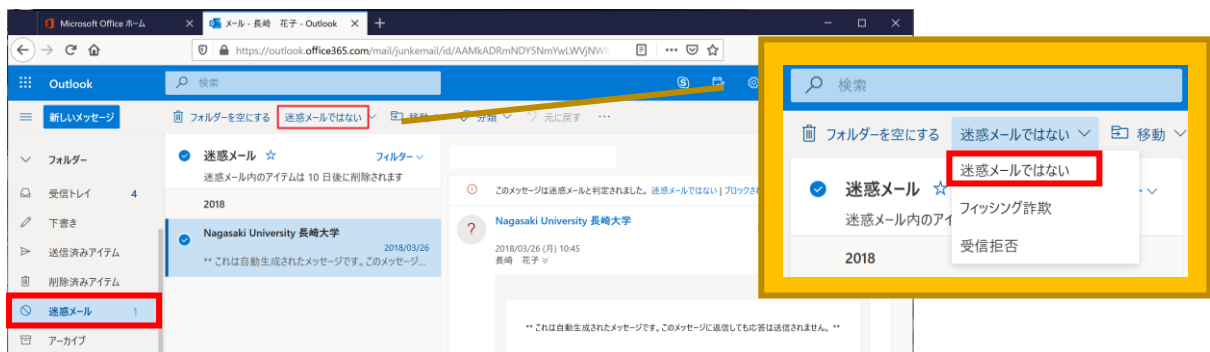 Microsoft Office ホーム
メール - 長崎 花子 - Outlook
https://outlook.office365.com/mail/junkemail/id/AAMkADRmNDY5NmYwLWVjNW
Outlook
検索
新しいメッセージ
フォルダーを空にする
迷惑メールではない
移動
分類
元に戻す
フォルダー
受信トレイ 4
下書き
送信済みアイテム
削除済みアイテム
迷惑メール 1
アーカイブ
迷惑メール
フィルター
迷惑メール内のアイテムは 10 日後に削除されます
2018
Nagasaki University 長崎大学
2018/03/26
** これは自動生成されたメッセージです。このメッセージ...
このメッセージは迷惑メールと判定されました。迷惑メールではない | ブロックさ
?
Nagasaki University 長崎大学
2018/03/26 (月) 10:45
長崎 花子
** これは自動生成されたメッセージです。このメッセージに返信しても応答は送信されません。 **
検索
フォルダーを空にする
迷惑メールではない
移動
迷惑メールではない
フィッシング詐欺
受信拒否
迷惑メール
迷惑メール内のアイ
2018